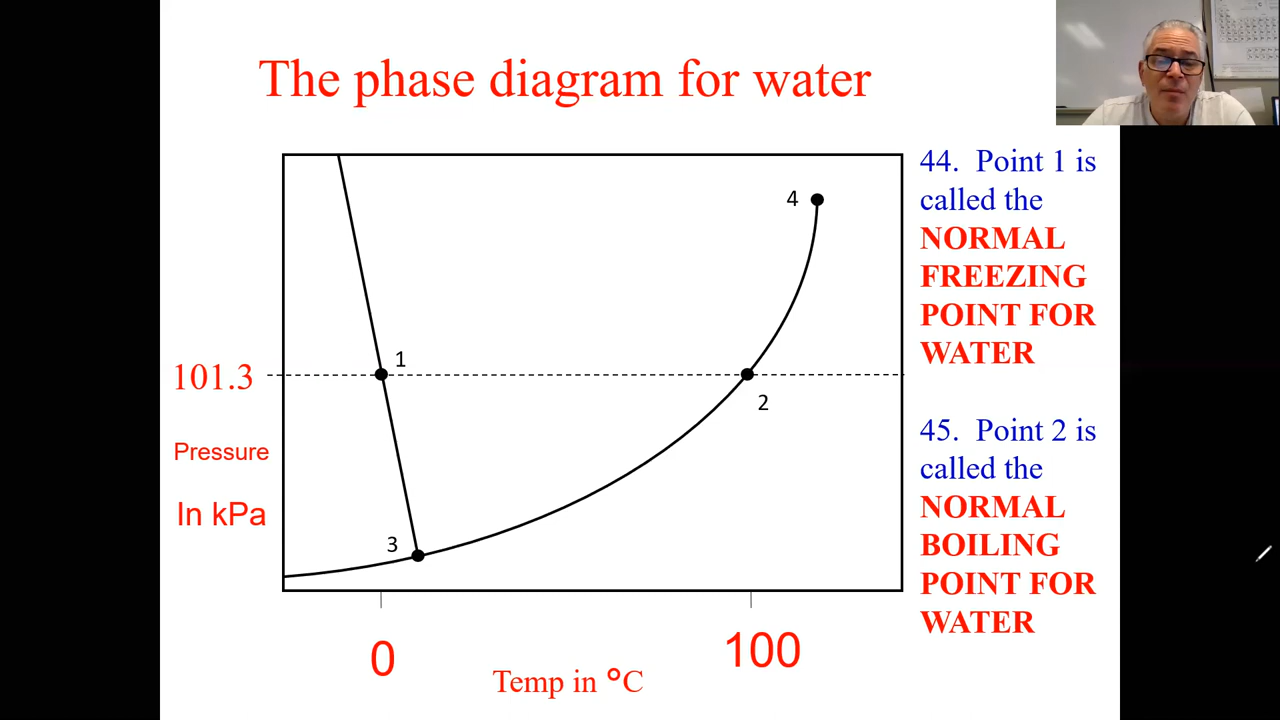 The phase diagram for water
44. Point 1 is
called the
NORMAL
FREEZING
POINT FOR
WATER
45. Point 2 is
called the
NORMAL
BOILING
POINT FOR
WATER
4
1
101.3
2
Pressure
In kPa
3
0
100
Temp in °C